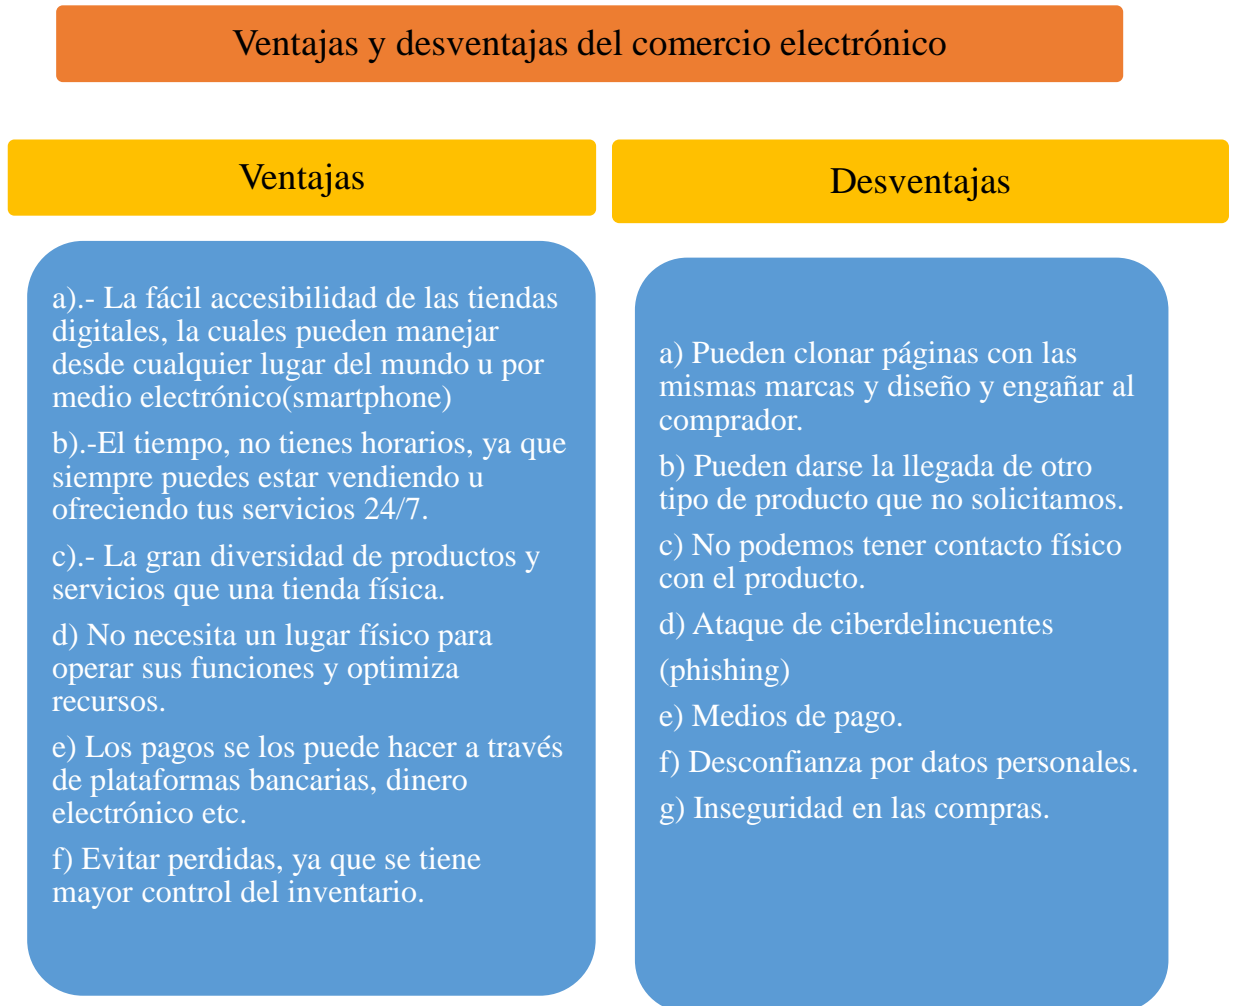 Ventajas y desventajas del comercio electrónico
Ventajas
a).- La fácil accesibilidad de las tiendas
digitales, la cuales pueden manejar
desde cualquier lugar del mundo u por
medio electrónico(smartphone)
b).-El tiempo, no tienes horarios, ya que
siempre puedes estar vendiendo u
ofreciendo tus servicios 24/7.
c).- La gran diversidad de productos y
servicios que una tienda física.
d) No necesita un lugar físico para
operar sus funciones y optimiza
recursos.
e) Los pagos se los puede hacer a través
de plataformas bancarias, dinero
electrónico etc.
f) Evitar perdidas, ya que se tiene
mayor control del inventario.
Desventajas
a) Pueden clonar páginas con las
mismas marcas y diseño y engañar al
comprador.
b) Pueden darse la llegada de otro
tipo de producto que no solicitamos.
c) No podemos tener contacto físico
con el producto.
d) Ataque de ciberdelincuentes
(phishing)
e) Medios de pago.
f) Desconfianza por datos personales.
g) Inseguridad en las compras.